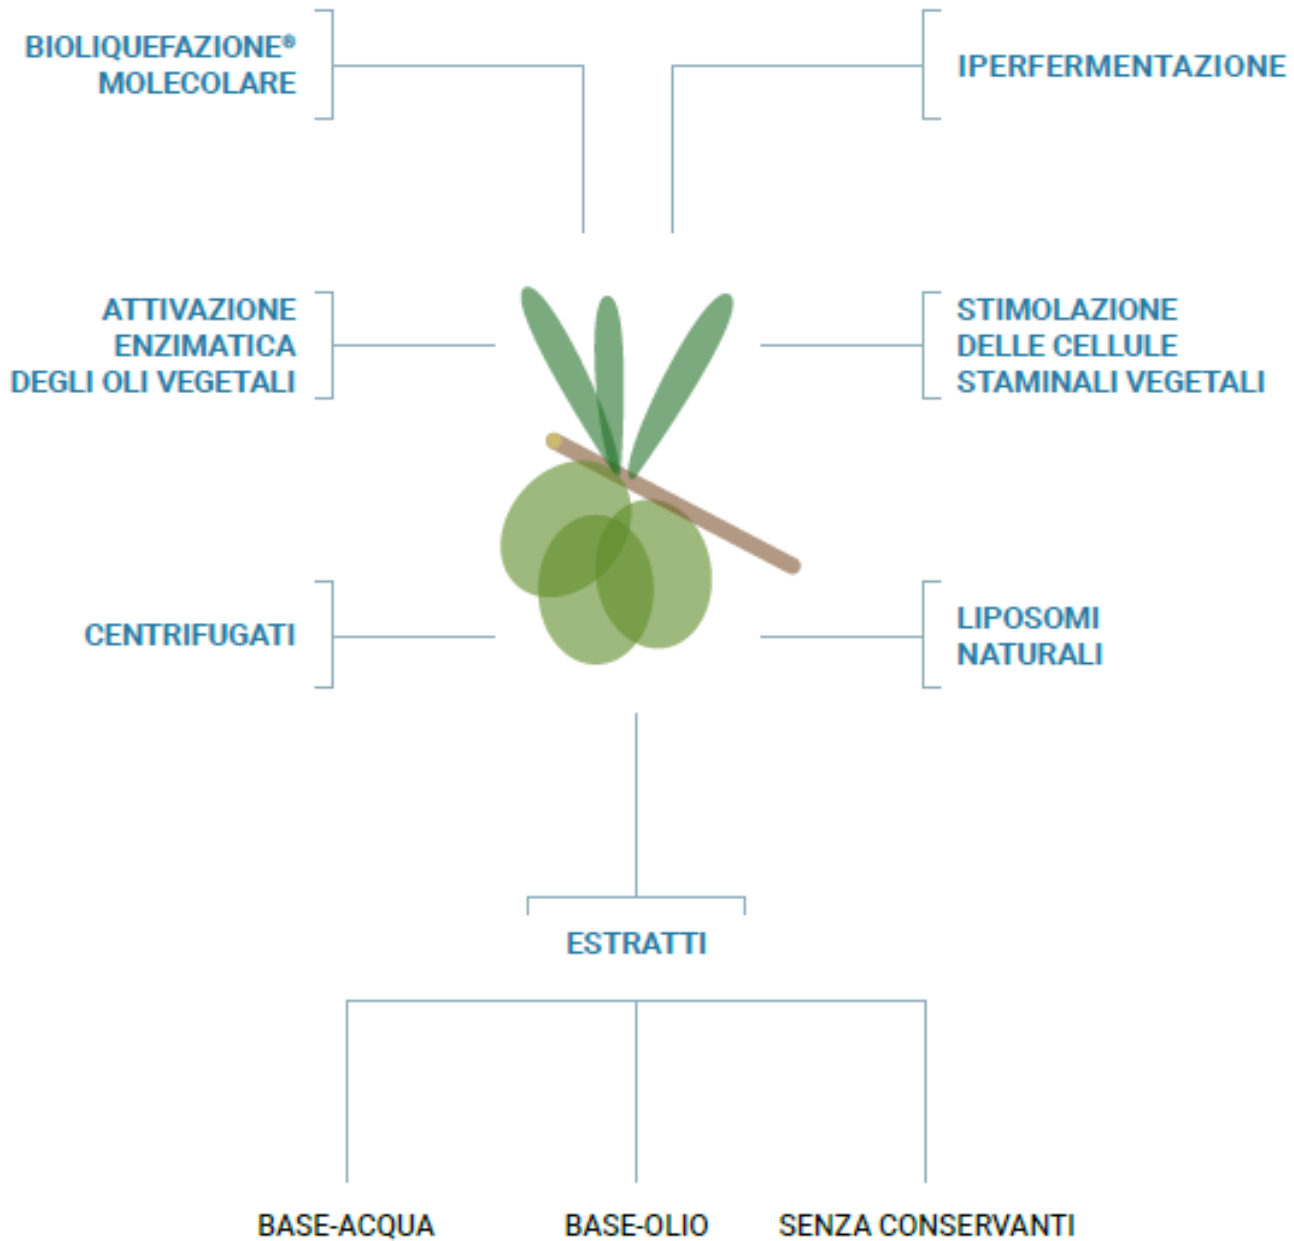 BIOLIQUEFAZIONE®
MOLECOLARE
IPERFERMENTAZIONE
ATTIVAZIONE
ENZIMATICA
DEGLI OLI VEGETALI
STIMOLAZIONE
DELLE CELLULE
STAMINALI VEGETALI
CENTRIFUGATI
LIPOSOMI
NATURALI
ESTRATTI
BASE-ACQUA
BASE-OLIO
SENZA CONSERVANTI